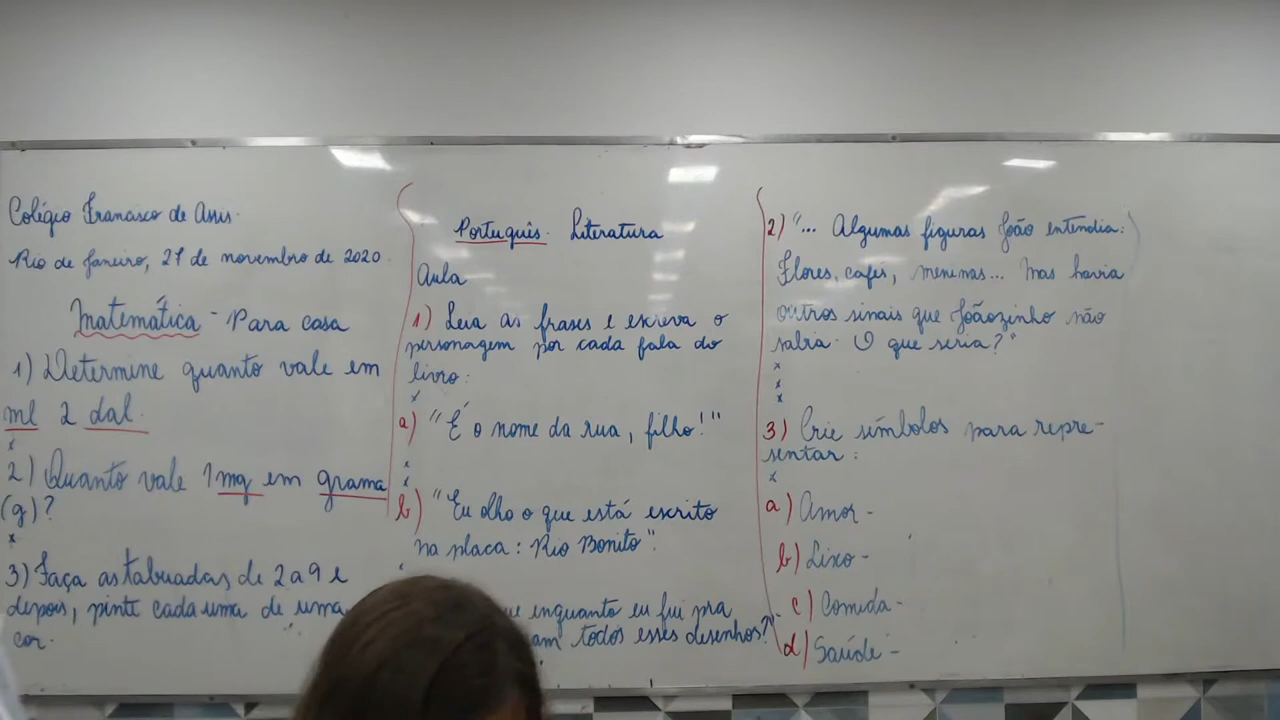 Colégio Francisco de Assis.
Rio de Janeiro, 27 de novembro de 2020.
Matemática - Para casa
1) Determine quanto vale em
ml 2 dal.
x
2) Quanto vale 1mg em grama
(g)?
x
3) Faça as tabuadas de 2 a 9 e
depois, pinte cada uma de uma
cor.
Português. Literatura
Aula
1) Leia as frases e escreva o
personagem por cada fala do
livro:
x
a) "É o nome da rua, filho!"
x
x
b) "Eu olho o que está escrito
na placa: Rio Bonito".
enquanto eu fui pra
am todos esses desenhos?"
2) "... Algumas figuras João entendia:
Flores, cafés, meninas... Mas havia
outros sinais que Joãozinho não
sabia. O que seria?"
x
x
x
3) Crie símbolos para repre-
sentar:
x
a) Amor -
b) Lixo -
c) Comida -
d) Saúde -